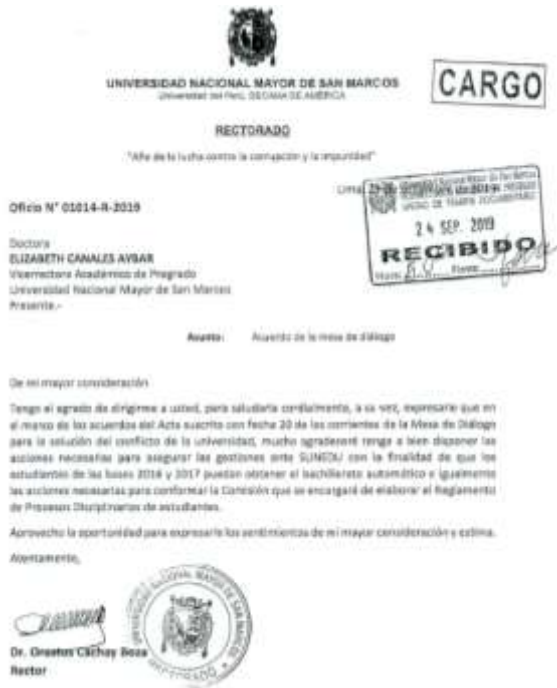 UNIVERSIDAD NACIONAL MAYOR DE SAN MARCOS
Universidad del Perú, DECANA DE AMÉRICA
CARGO
RECTORADO
"Año de la lucha contra la corrupción y la impunidad"
Lima,
24 SEP. 2019
RECIBIDO
Oficio N° 01014-R-2019
Doctora
ELIZABETH CANALES AYBAR
Vicerrectora Académico de Pregrado
Universidad Nacional Mayor de San Marcos
Presente.-
Asunto: Acuerdo de la mesa de diálogo
De mi mayor consideración
Tengo el agrado de dirigirme a usted, para saludarla cordialmente, a su vez, expresarle que en
el marco de los acuerdos del Acta suscrito con fecha 20 de los corrientes de la Mesa de Diálogo
para la solución del conflicto de la universidad, mucho agradeceré tenga a bien disponer las
acciones necesarias para asegurar las gestiones ante SUNEDU con la finalidad de que los
estudiantes de las bases 2016 y 2017 puedan obtener el bachillerato automático e igualmente
las acciones necesarias para conformar la Comisión que se encargará de elaborar el Reglamento
de Procesos Disciplinarios de estudiantes.
Aprovecho la oportunidad para expresarle los sentimientos de mi mayor consideración y estima.
Atentamente,
Dr. Orestes Cachay Boza
Rector